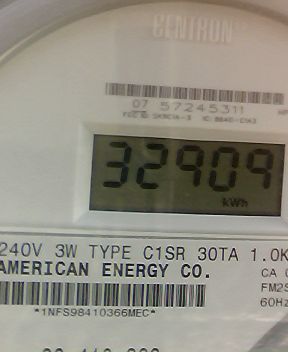 CENTRON
07 57245311
32909
kWh
240V 3W TYPE C1SR 30TA 1.0K
AMERICAN ENERGY CO.
CA
FM2S
60Hz
*1NFS98410366MEC*